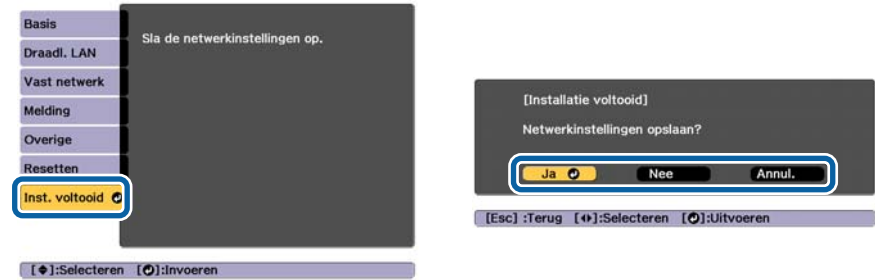 Basis
Draadl. LAN
Vast netwerk
Melding
Overige
Resetten
Inst. voltooid
Sla de netwerkinstellingen op.
[ ]:Selecteren [ ]:Invoeren
[Installatie voltooid]
Netwerkinstellingen opslaan?
Ja Nee Annul.
[Esc] :Terug [ ]:Selecteren [ ]:Uitvoeren